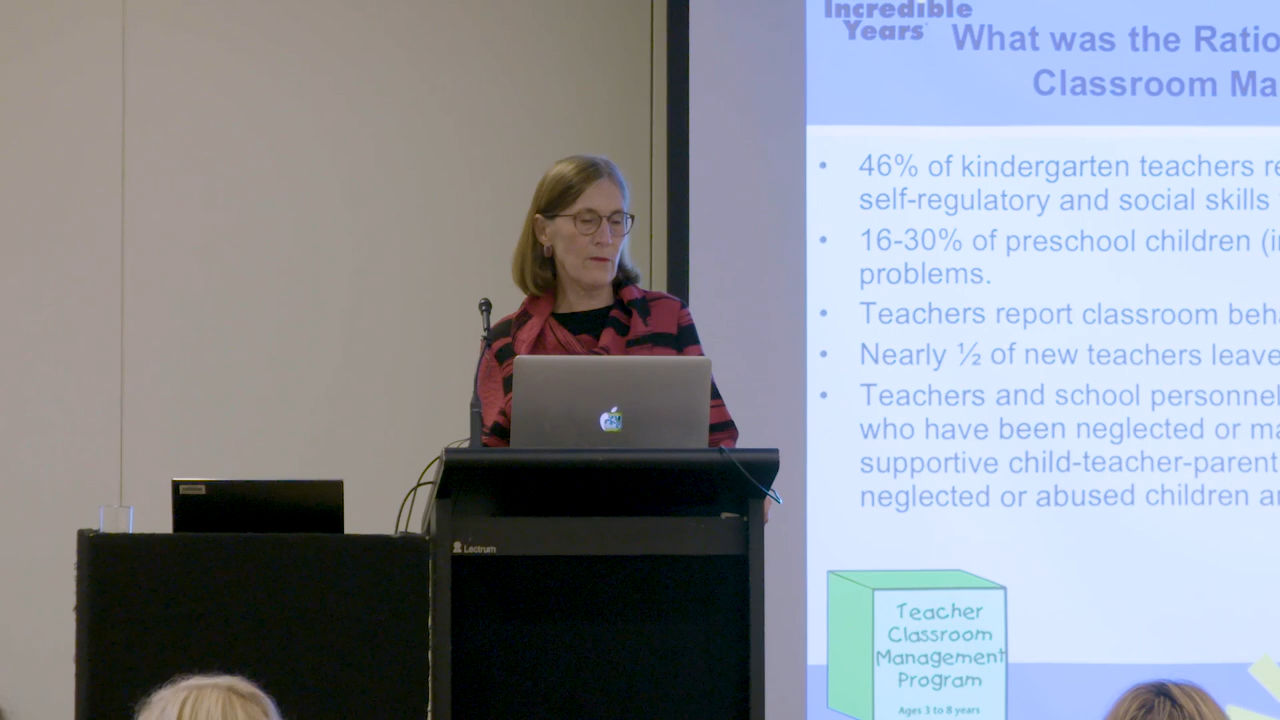 Incredible
Years
What was the Ratio
Classroom Ma
• 46% of kindergarten teachers re
self-regulatory and social skills
• 16-30% of preschool children (i
problems.
• Teachers report classroom beha
• Nearly ½ of new teachers leave
• Teachers and school personnel
who have been neglected or ma
supportive child-teacher-parent
neglected or abused children a
Teacher
Classroom
Management
Program
Ages 3 to 8 years
Lectrum